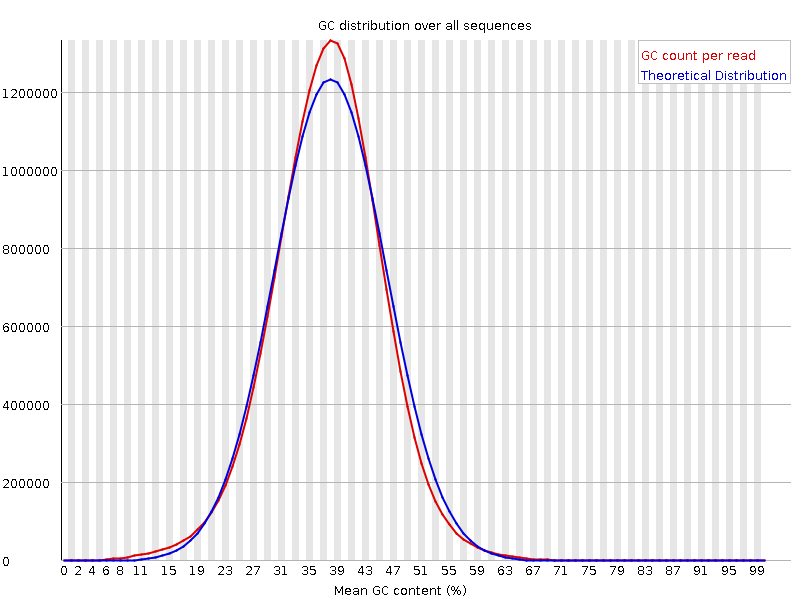 GC distribution over all sequences
GC count per read
Theoretical Distribution
1200000
1000000
800000
600000
400000
200000
0
0 2 4 6 8 11 15 19 23 27 31 35 39 43 47 51 55 59 63 67 71 75 79 83 87 91 95 99
Mean GC content (%)